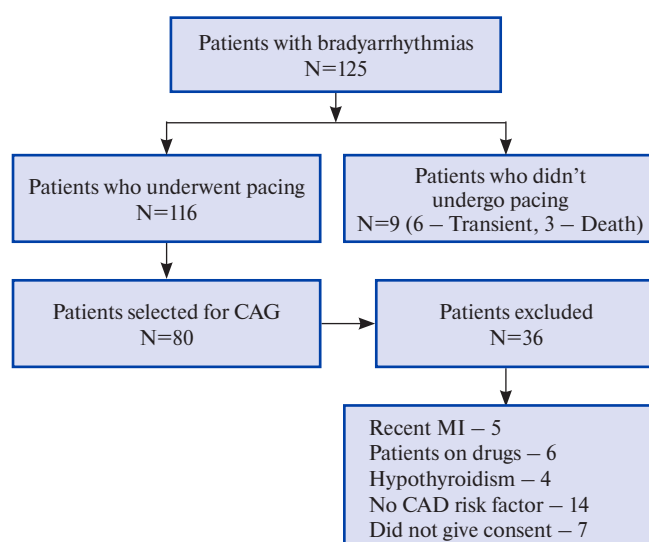 Patients with bradyarrhythmias
N=125
Patients who underwent pacing
N=116
Patients who didn’t
undergo pacing
N=9 (6 – Transient, 3 – Death)
Patients selected for CAG
N=80
Patients excluded
N=36
Recent MI – 5
Patients on drugs – 6
Hypothyroidism – 4
No CAD risk factor – 14
Did not give consent – 7